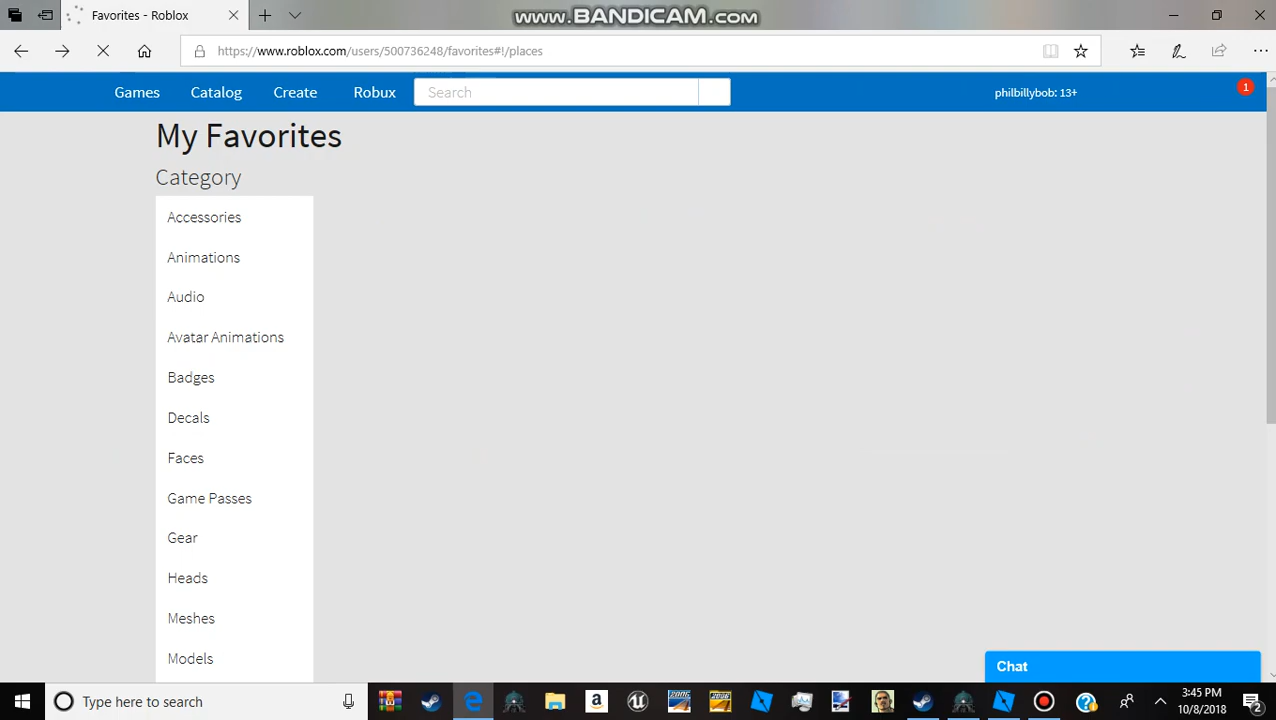 Favorites - Roblox
www.BANDICAM.com
https://www.roblox.com/users/500736248/favorites#!/places
Games Catalog Create Robux Search philbillybob: 13+ 1
My Favorites
Category
Accessories
Animations
Audio
Avatar Animations
Badges
Decals
Faces
Game Passes
Gear
Heads
Meshes
Models
Chat
Type here to search
3:45 PM
10/8/2018
2